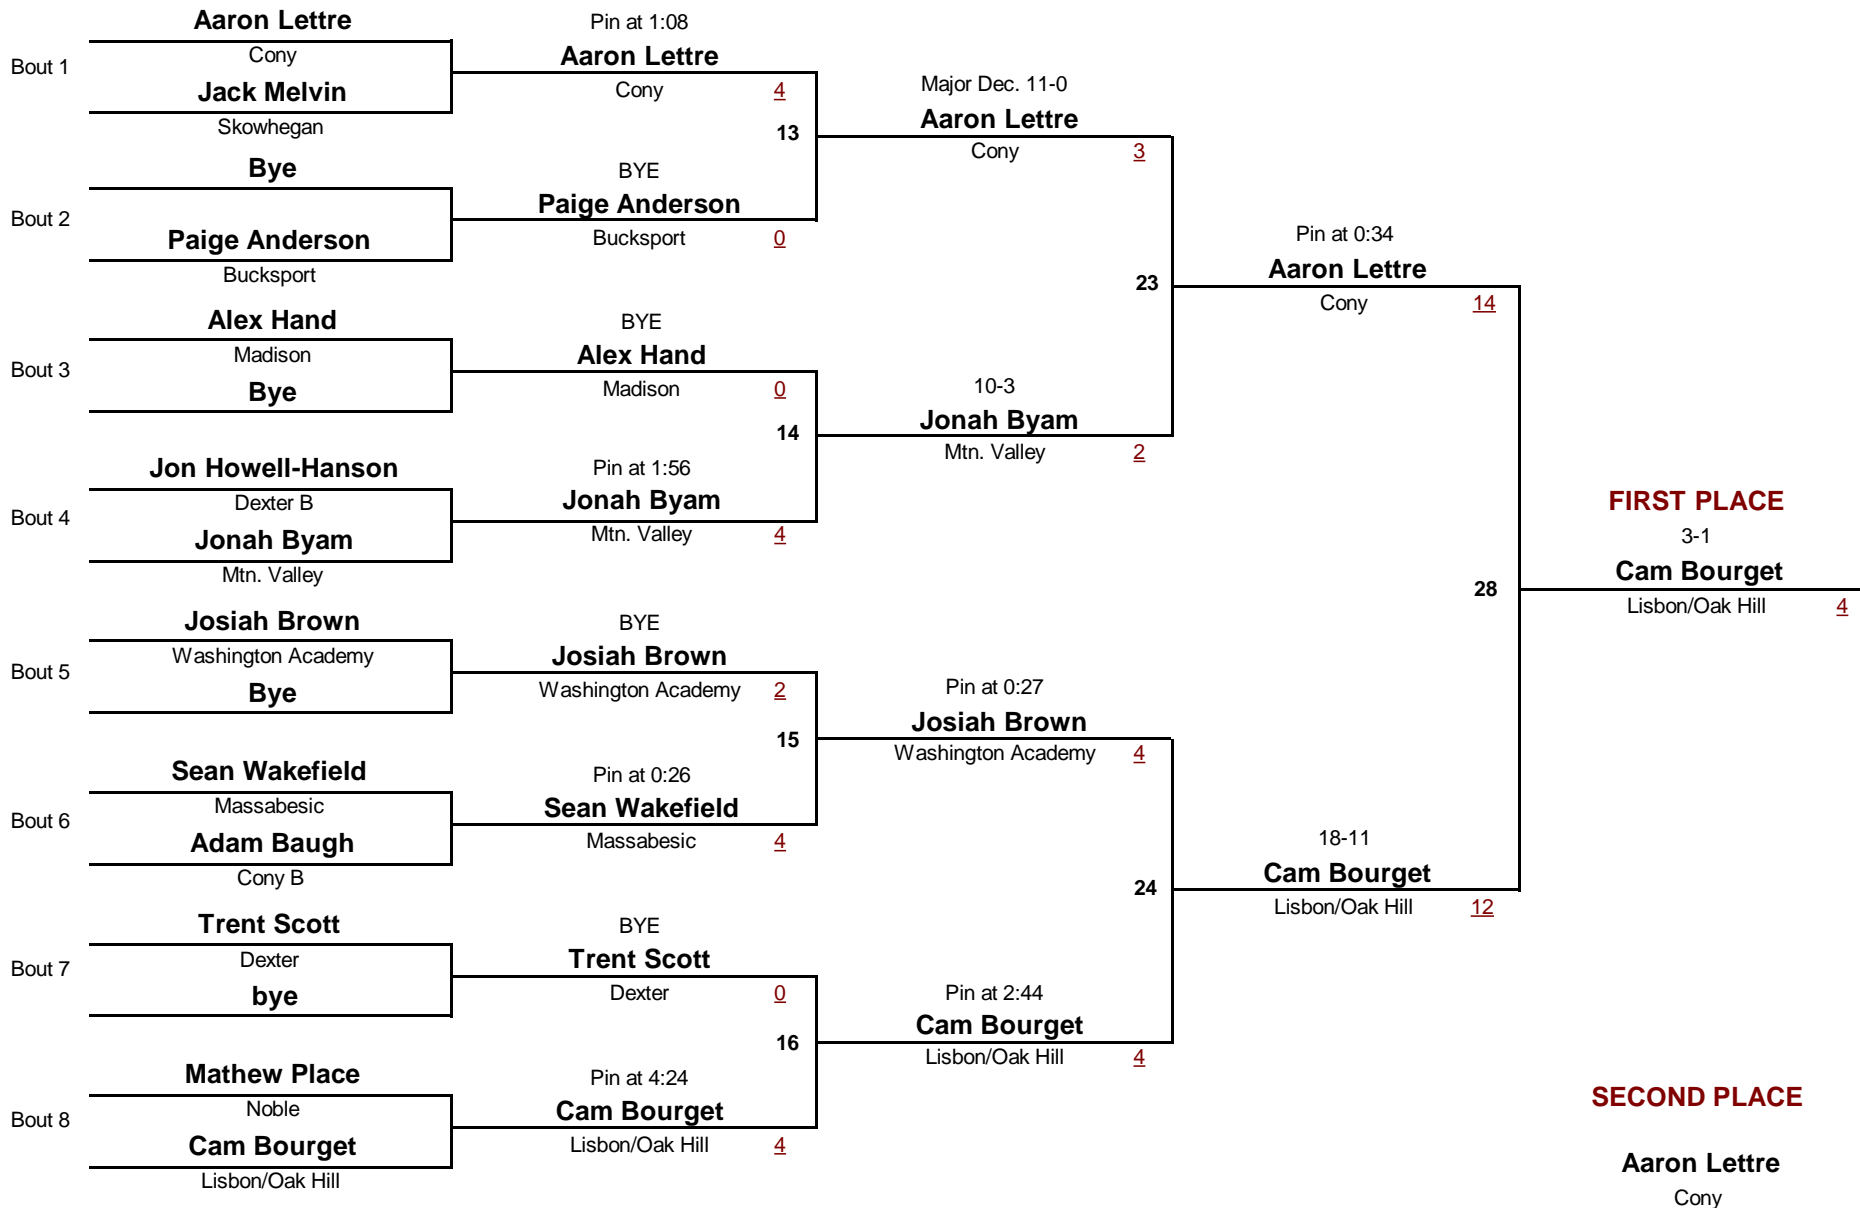 Aaron Lettre
Bout 1
Cony
Jack Melvin
Skowhegan
Bye
Bout 2
Paige Anderson
Bucksport
Alex Hand
Madison
Bout 3
Bye
Jon Howell-Hanson
Dexter B
Bout 4
Jonah Byam
Mtn. Valley
Josiah Brown
Washington Academy
Bout 5
Bye
Sean Wakefield
Massabesic
Bout 6
Adam Baugh
Cony B
Trent Scott
Dexter
Bout 7
bye
Mathew Place
Noble
Bout 8
Cam Bourget
Lisbon/Oak Hill
Pin at 1:08
Aaron Lettre
Cony 4
13
BYE
Paige Anderson
Bucksport 0
BYE
Alex Hand
Madison 0
14
Pin at 1:56
Jonah Byam
Mtn. Valley 4
BYE
Josiah Brown
Washington Academy 2
15
Pin at 0:26
Sean Wakefield
Massabesic 4
BYE
Trent Scott
Dexter 0
16
Pin at 4:24
Cam Bourget
Lisbon/Oak Hill 4
Major Dec. 11-0
Aaron Lettre
Cony 3
23
10-3
Jonah Byam
Mtn. Valley 2
Pin at 0:27
Josiah Brown
Washington Academy 4
24
Pin at 2:44
Cam Bourget
Lisbon/Oak Hill 4
Pin at 0:34
Aaron Lettre
Cony 14
28
18-11
Cam Bourget
Lisbon/Oak Hill 12
FIRST PLACE
3-1
Cam Bourget
Lisbon/Oak Hill 4
SECOND PLACE
Aaron Lettre
Cony